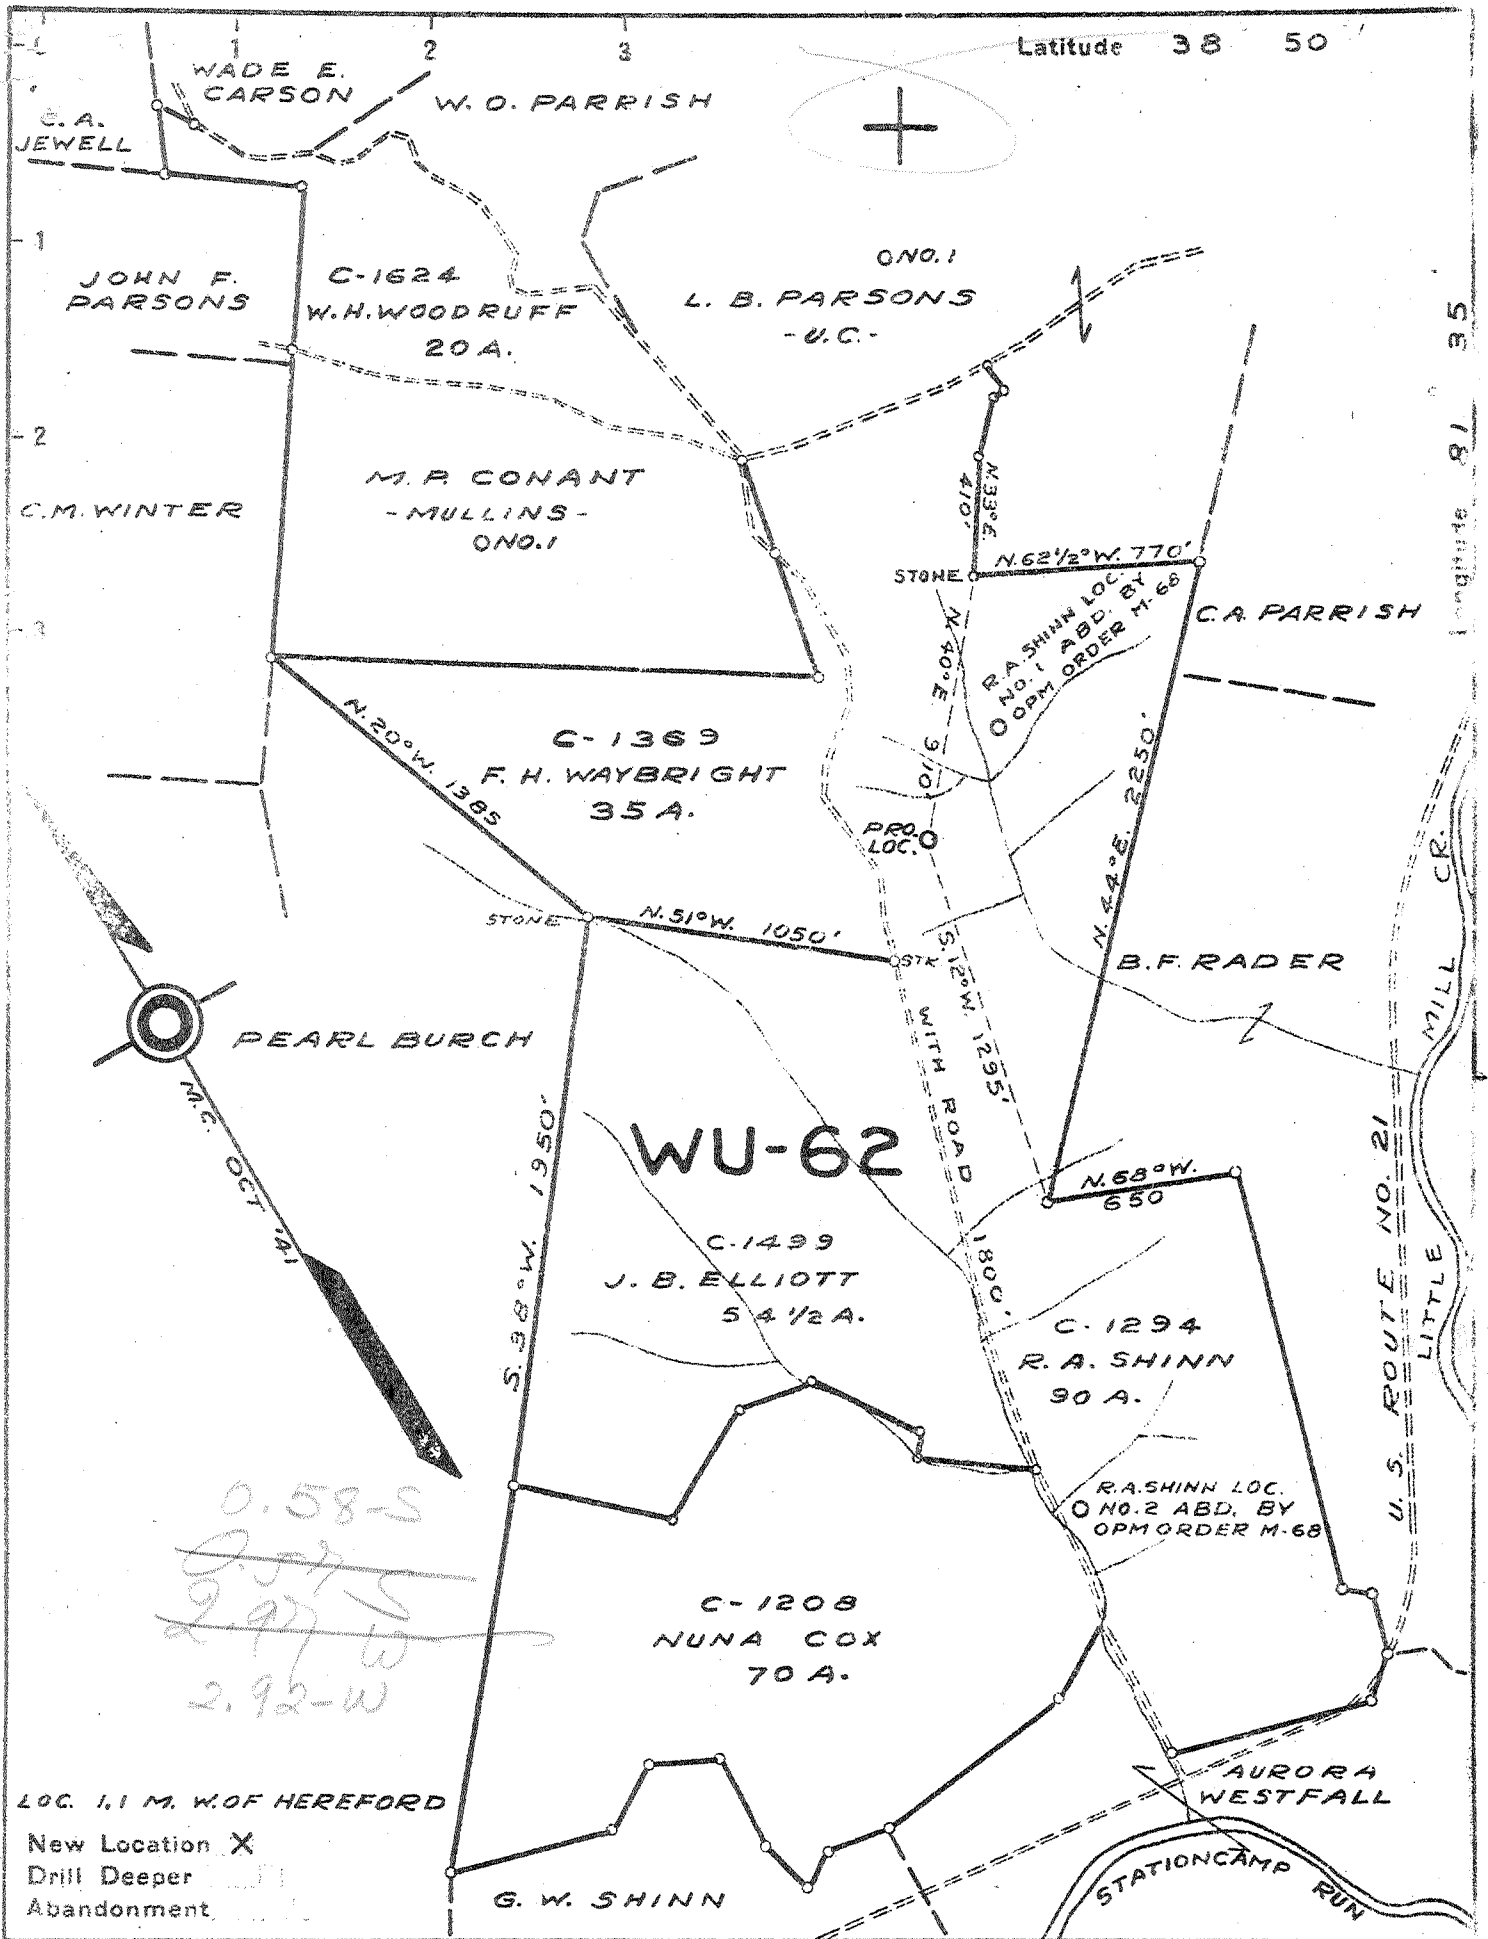 Latitude 38 50
1
2
3
WADE E.
CARSON
W. O. PARRISH
C. A.
JEWELL
1
JOHN F.
PARSONS
C-1624
W. H. WOODRUFF
20 A.
NO. 1
L. B. PARSONS
- U.C. -
Longitude 81 35
2
M. P. CONANT
- MULLINS -
NO. 1
C. M. WINTER
N. 33° E.
410'
N. 62 1/2° W. 770'
STONE
R. A. SHINN LOC.
NO. 1 ABD. BY
OPM ORDER M-68
C. A. PARRISH
3
N. 40° E. 910'
N. 20° W. 1385
C-1369
F. H. WAYBRIGHT
35 A.
N. 44° E. 2250'
PRO.
LOC.
STONE
N. 51° W. 1050'
STK
S. 12° W. 1295'
B. F. RADER
PEARL BURCH
M.C. OCT '41
WITH ROAD 1800'
S. 38° W. 1950'
WU-62
N. 68° W.
650
C-1499
J. B. ELLIOTT
54 1/2 A.
C-1294
R. A. SHINN
90 A.
U. S. ROUTE NO. 21
LITTLE MILL CR.
R. A. SHINN LOC.
NO. 2 ABD. BY
OPM ORDER M-68
0.58-S
2.97 W
2.92-W
C-1208
NUNA COX
70 A.
LOC. 1.1 M. W. OF HEREFORD
New Location X
Drill Deeper
Abandonment
G. W. SHINN
AURORA
WESTFALL
STATIONCAMP RUN